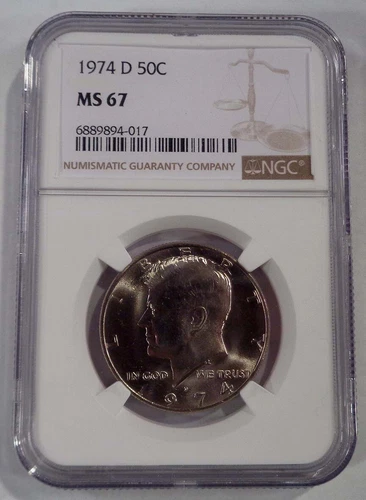 1974 D 50C
MS 67
6889894-017
NUMISMATIC GUARANTY COMPANY
NGC®
LIBERTY
IN GOD WE TRUST
1974